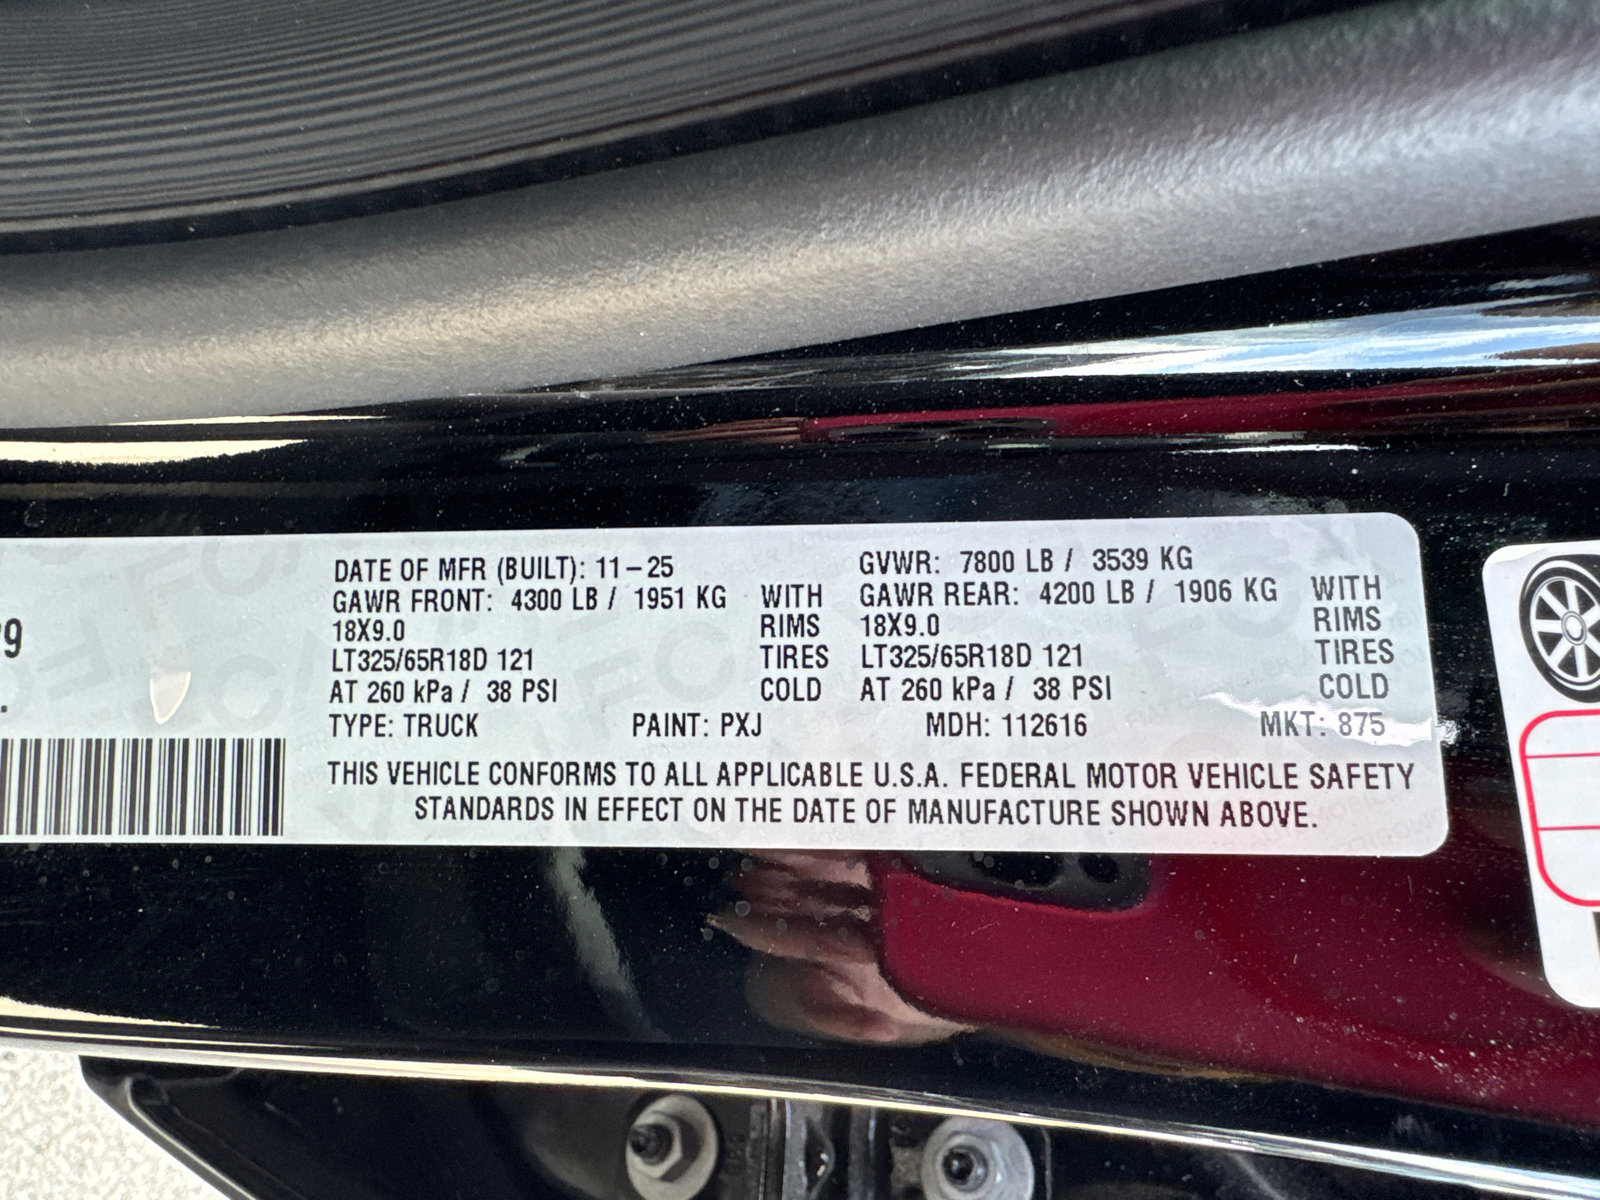 DATE OF MFR (BUILT): 11-25 GVWR: 7800 LB / 3539 KG
GAWR FRONT: 4300 LB / 1951 KG WITH GAWR REAR: 4200 LB / 1906 KG WITH
18X9.0 RIMS 18X9.0 RIMS
LT325/65R18D 121 TIRES LT325/65R18D 121 TIRES
AT 260 kPa / 38 PSI COLD AT 260 kPa / 38 PSI COLD
TYPE: TRUCK PAINT: PXJ MDH: 112616 MKT: 875
THIS VEHICLE CONFORMS TO ALL APPLICABLE U.S.A. FEDERAL MOTOR VEHICLE SAFETY
STANDARDS IN EFFECT ON THE DATE OF MANUFACTURE SHOWN ABOVE.